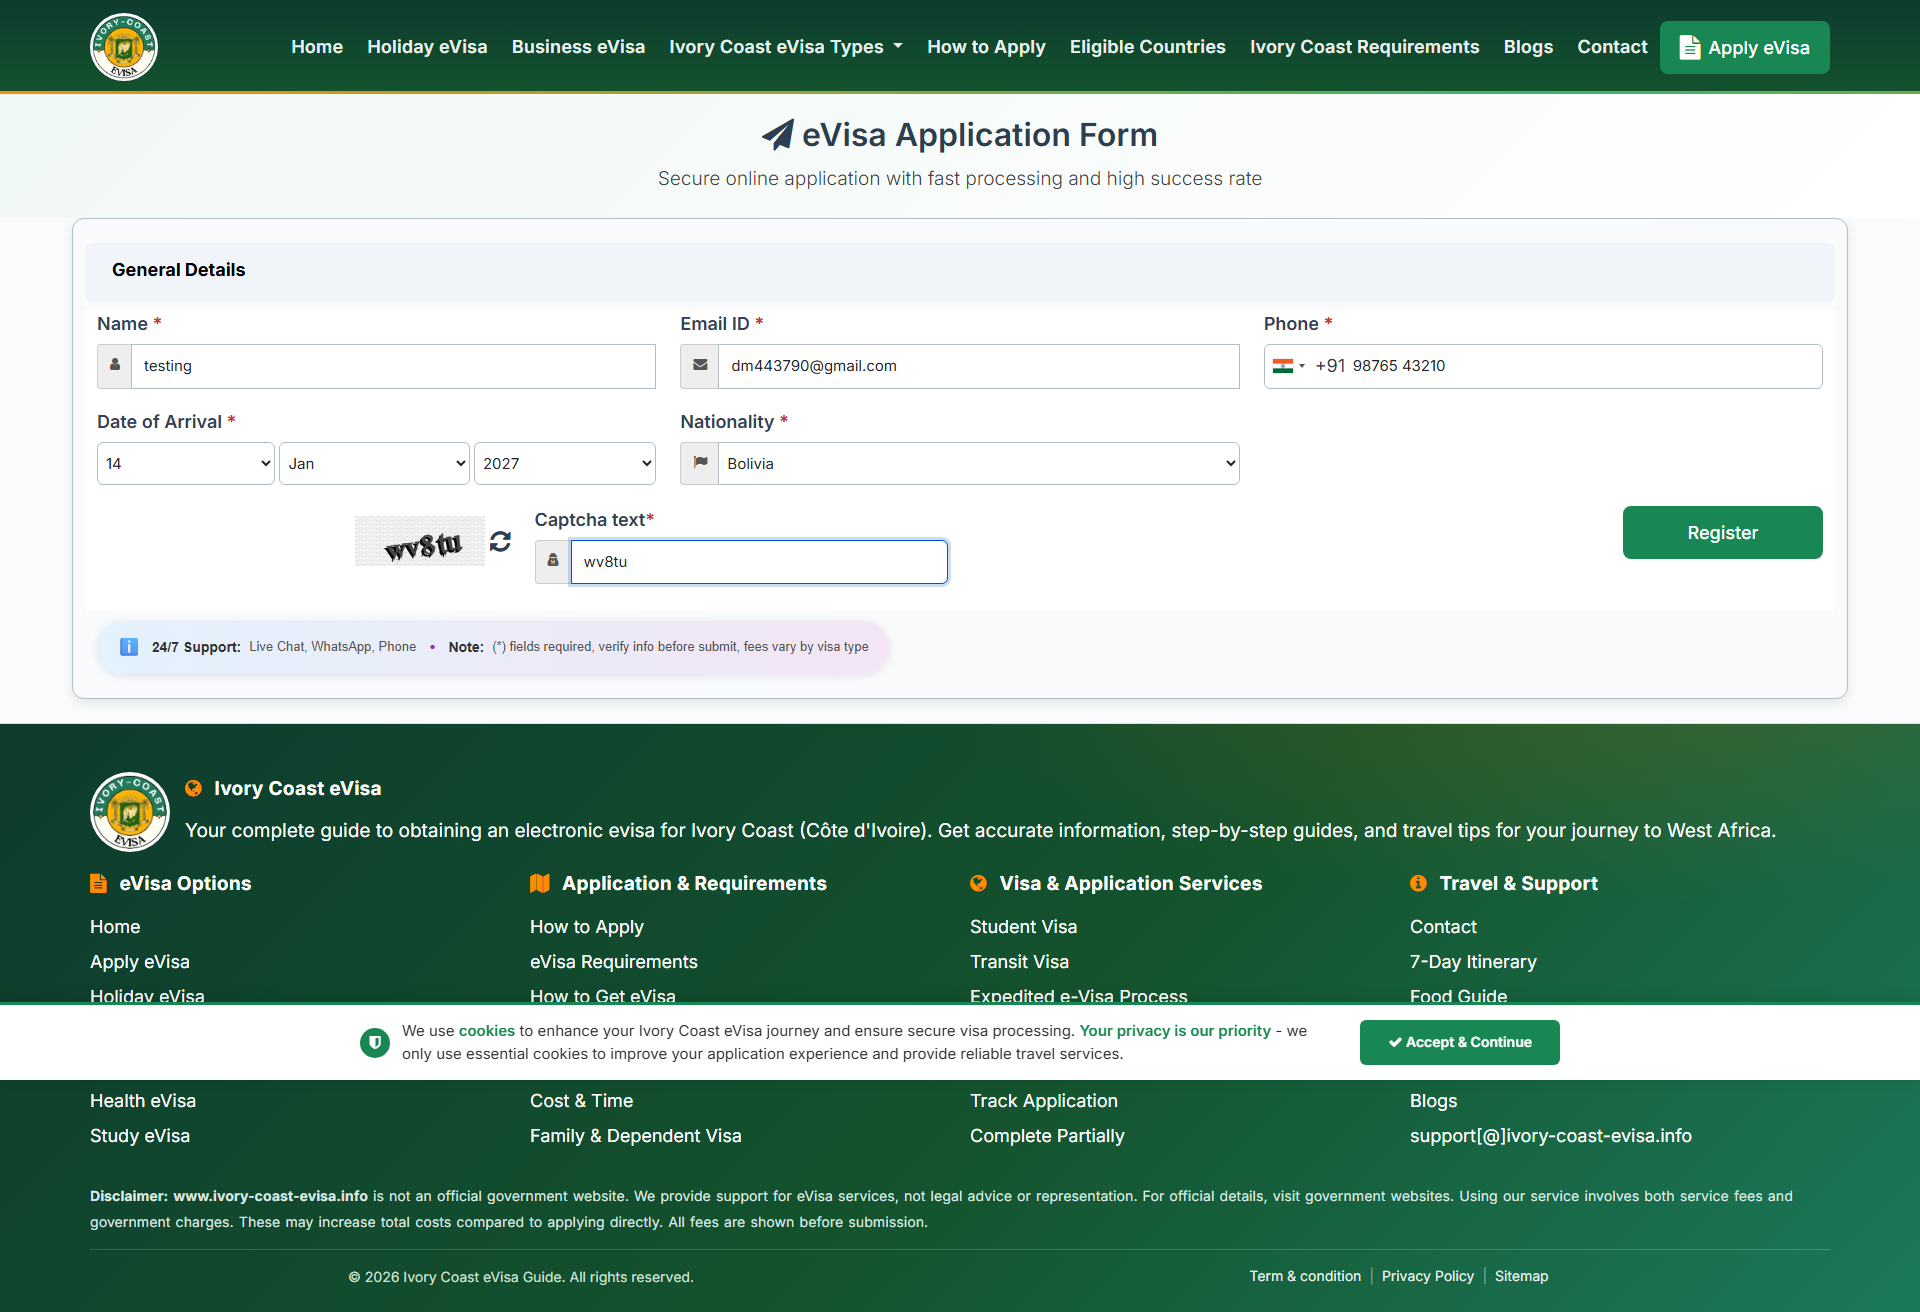 IVORY-COAST
EVISA
Home
Holiday eVisa
Business eVisa
Ivory Coast eVisa Types
How to Apply
Eligible Countries
Ivory Coast Requirements
Blogs
Contact
Apply eVisa
eVisa Application Form
Secure online application with fast processing and high success rate
General Details
Name *
testing
Email ID *
dm443790@gmail.com
Phone *
+91 98765 43210
Date of Arrival *
14
Jan
2027
Nationality *
Bolivia
wv8tu
Captcha text*
wv8tu
Register
24/7 Support: Live Chat, WhatsApp, Phone • Note: (*) fields required, verify info before submit, fees vary by visa type
IVORY-COAST
EVISA
Ivory Coast eVisa
Your complete guide to obtaining an electronic evisa for Ivory Coast (Côte d'Ivoire). Get accurate information, step-by-step guides, and travel tips for your journey to West Africa.
eVisa Options
Home
Apply eVisa
Holiday eVisa
Application & Requirements
How to Apply
eVisa Requirements
How to Get eVisa
Visa & Application Services
Student Visa
Transit Visa
Expedited e-Visa Process
Travel & Support
Contact
7-Day Itinerary
Food Guide
We use cookies to enhance your Ivory Coast eVisa journey and ensure secure visa processing. Your privacy is our priority - we
only use essential cookies to improve your application experience and provide reliable travel services.
Accept & Continue
Health eVisa
Study eVisa
Cost & Time
Family & Dependent Visa
Track Application
Complete Partially
Blogs
support[@]ivory-coast-evisa.info
Disclaimer: www.ivory-coast-evisa.info is not an official government website. We provide support for eVisa services, not legal advice or representation. For official details, visit government websites. Using our service involves both service fees and
government charges. These may increase total costs compared to applying directly. All fees are shown before submission.
© 2026 Ivory Coast eVisa Guide. All rights reserved.
Term & condition | Privacy Policy | Sitemap